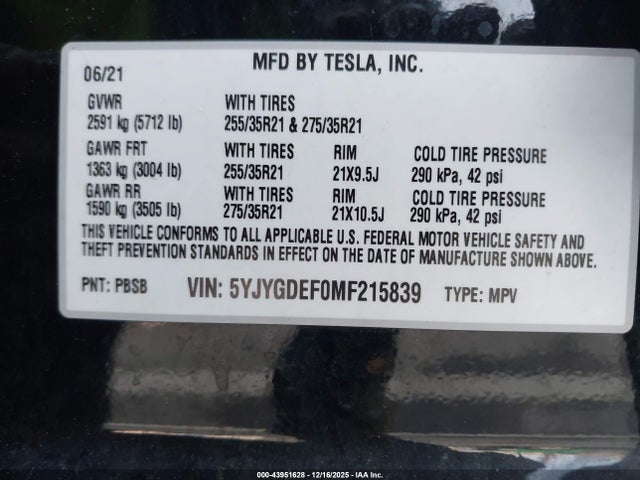 MFD BY TESLA, INC.
06/21
GVWR WITH TIRES
2591 kg (5712 lb) 255/35R21 & 275/35R21
GAWR FRT WITH TIRES RIM COLD TIRE PRESSURE
1363 kg (3004 lb) 255/35R21 21X9.5J 290 kPa, 42 psi
GAWR RR WITH TIRES RIM COLD TIRE PRESSURE
1590 kg (3505 lb) 275/35R21 21X10.5J 290 kPa, 42 psi
THIS VEHICLE CONFORMS TO ALL APPLICABLE U.S. FEDERAL MOTOR VEHICLE SAFETY AND
THEFT PREVENTION STANDARDS IN EFFECT ON THE DATE OF MANUFACTURE SHOWN ABOVE.
PNT: PBSB VIN: 5YJYGDEF0MF215839 TYPE: MPV
000-43951628 - 12/16/2025 - IAA Inc.